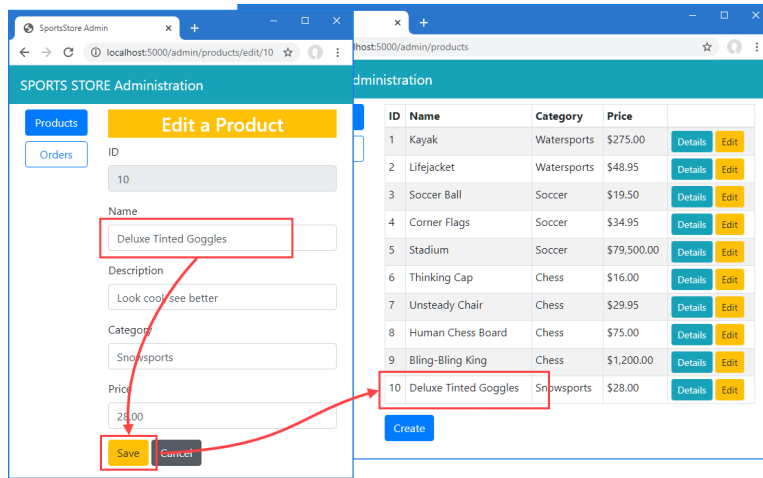 SportsStore Admin
localhost:5000/admin/products/edit/10
SPORTS STORE Administration
Products
Orders
Edit a Product
ID
10
Name
Deluxe Tinted Goggles
Description
Look cool, see better
Category
Snowsports
Price
28.00
Save Cancel
lhost:5000/admin/products
dministration
ID Name Category Price
1 Kayak Watersports $275.00 Details Edit
2 Lifejacket Watersports $48.95 Details Edit
3 Soccer Ball Soccer $19.50 Details Edit
4 Corner Flags Soccer $34.95 Details Edit
5 Stadium Soccer $79,500.00 Details Edit
6 Thinking Cap Chess $16.00 Details Edit
7 Unsteady Chair Chess $29.95 Details Edit
8 Human Chess Board Chess $75.00 Details Edit
9 Bling-Bling King Chess $1,200.00 Details Edit
10 Deluxe Tinted Goggles Snowsports $28.00 Details Edit
Create